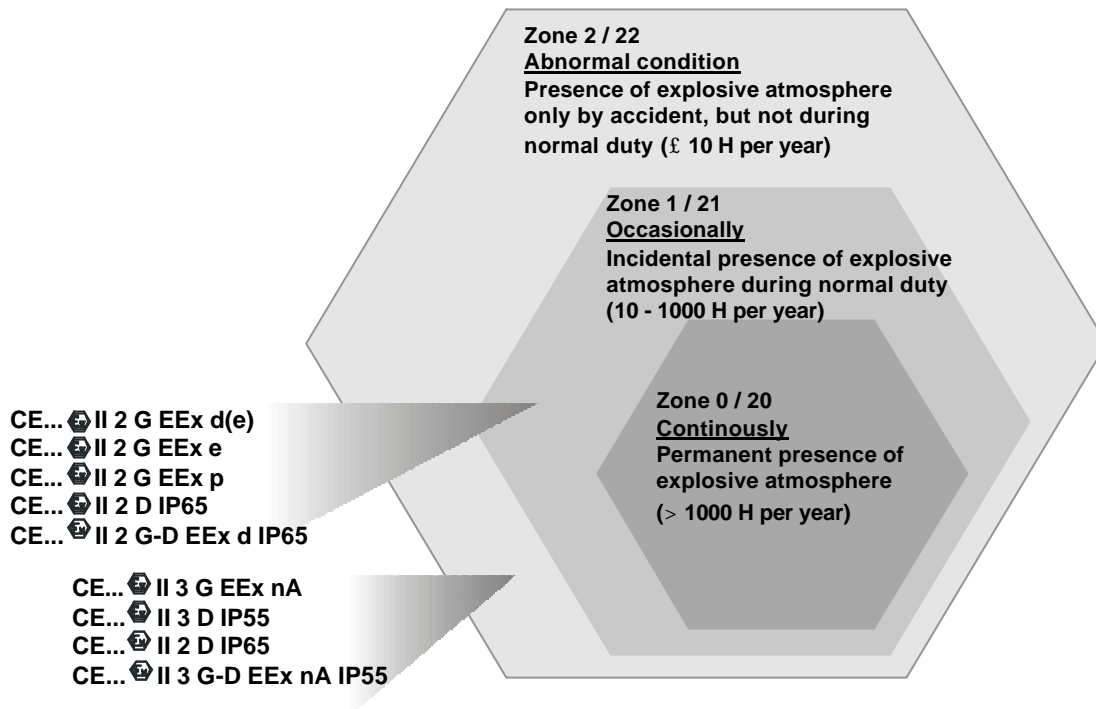 Zone 2 / 22
Abnormal condition
Presence of explosive atmosphere
only by accident, but not during
normal duty (£ 10 H per year)
Zone 1 / 21
Occasionally
Incidental presence of explosive
atmosphere during normal duty
(10 - 1000 H per year)
Zone 0 / 20
Continously
Permanent presence of
explosive atmosphere
(> 1000 H per year)
CE... II 2 G EEx d(e)
CE... II 2 G EEx e
CE... II 2 G EEx p
CE... II 2 D IP65
CE... II 2 G-D EEx d IP65
CE... II 3 G EEx nA
CE... II 3 D IP55
CE... II 2 D IP65
CE... II 3 G-D EEx nA IP55